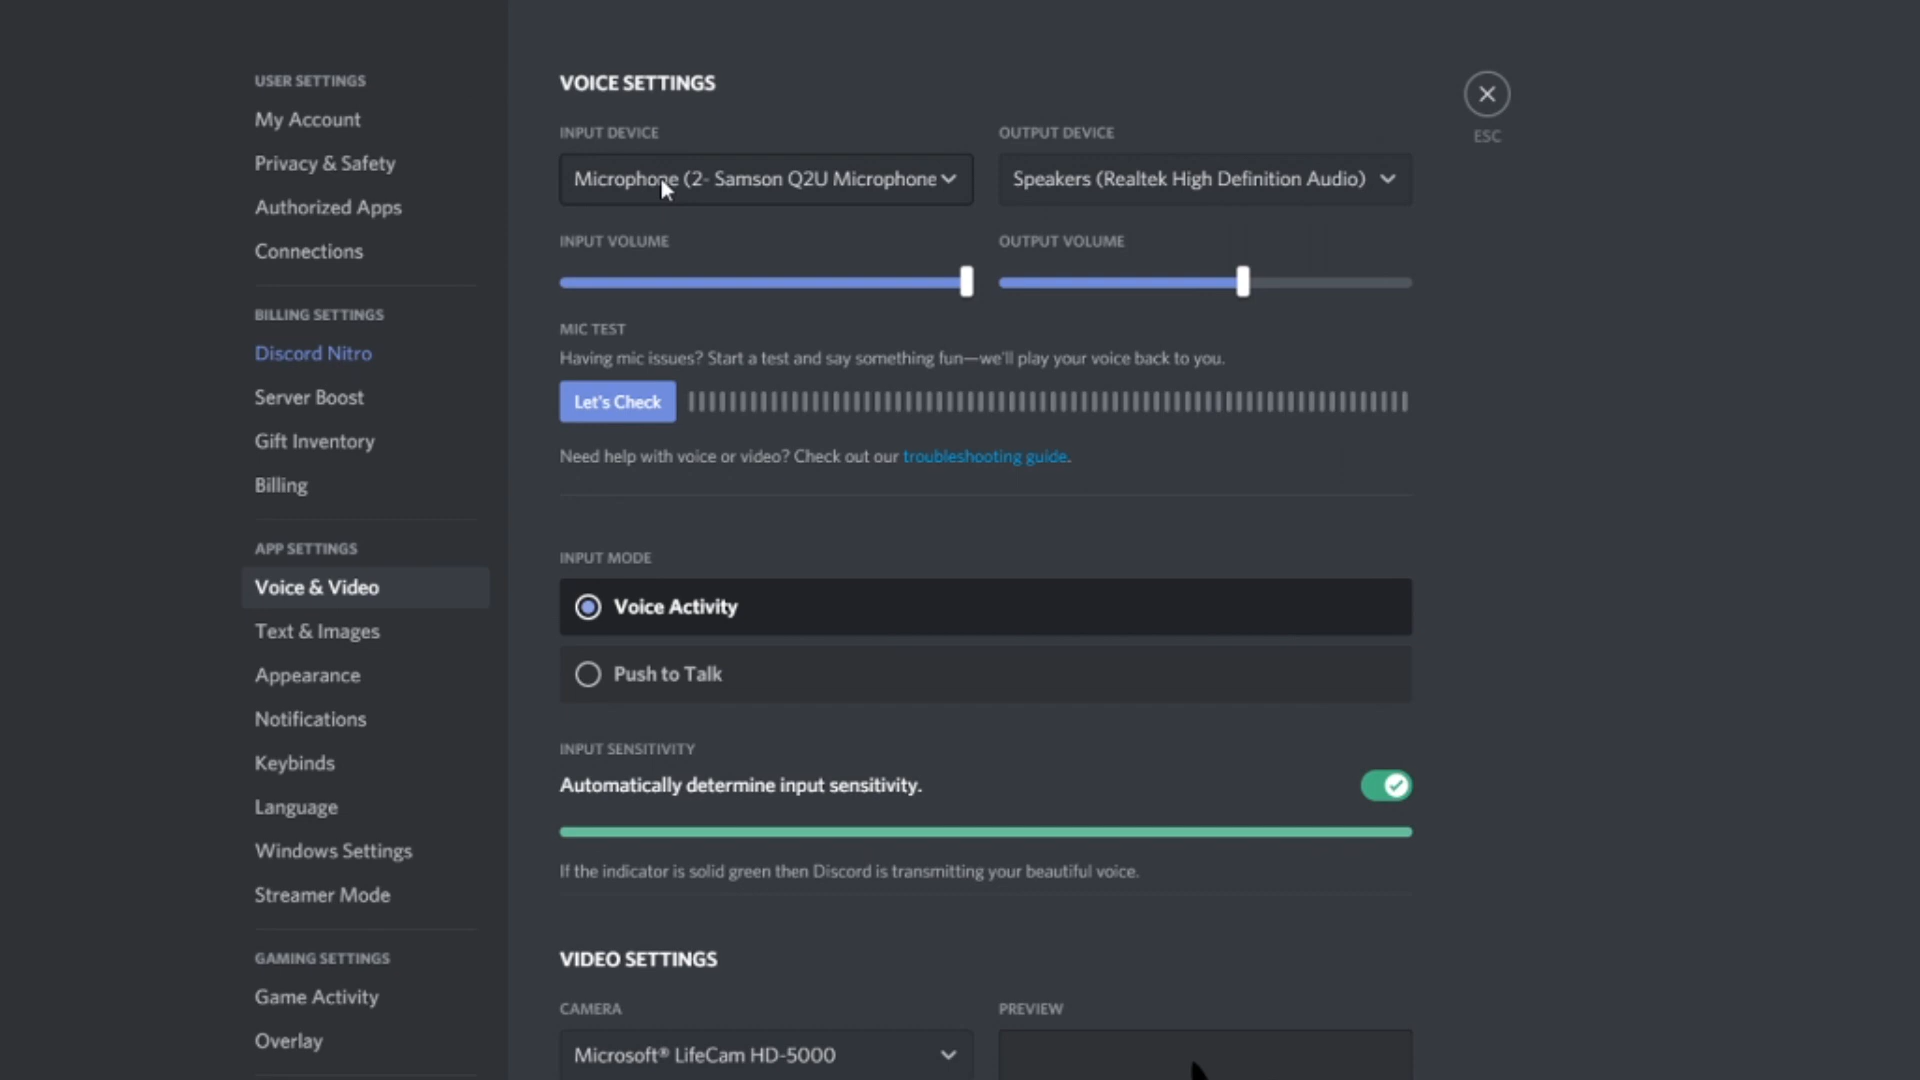 USER SETTINGS
My Account
Privacy & Safety
Authorized Apps
Connections
BILLING SETTINGS
Discord Nitro
Server Boost
Gift Inventory
Billing
APP SETTINGS
Voice & Video
Text & Images
Appearance
Notifications
Keybinds
Language
Windows Settings
Streamer Mode
GAMING SETTINGS
Game Activity
Overlay
VOICE SETTINGS
INPUT DEVICE
Microphone (2- Samson Q2U Microphone
OUTPUT DEVICE
Speakers (Realtek High Definition Audio)
INPUT VOLUME
OUTPUT VOLUME
MIC TEST
Having mic issues? Start a test and say something fun—we'll play your voice back to you.
Let's Check
Need help with voice or video? Check out our troubleshooting guide.
INPUT MODE
Voice Activity
Push to Talk
INPUT SENSITIVITY
Automatically determine input sensitivity.
If the indicator is solid green then Discord is transmitting your beautiful voice.
VIDEO SETTINGS
CAMERA
Microsoft® LifeCam HD-5000
PREVIEW
ESC